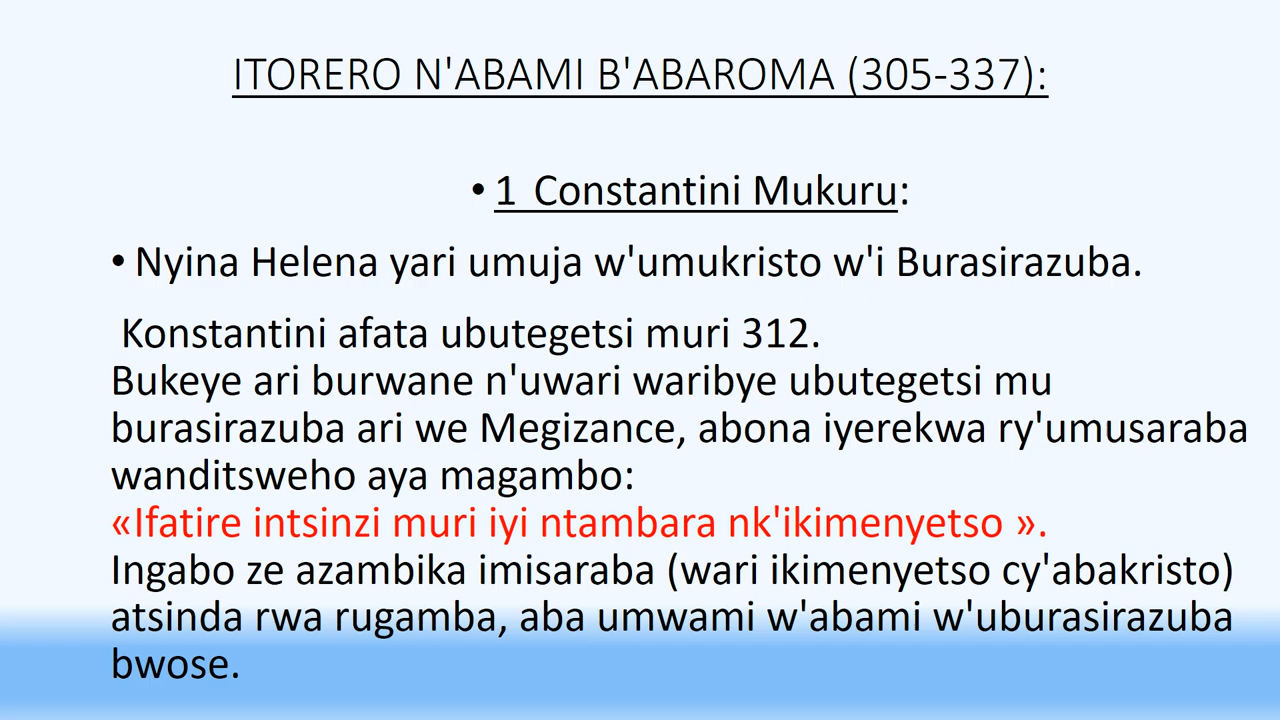 ITORERO N'ABAMI B'ABAROMA (305-337):
• 1 Constantini Mukuru:
• Nyina Helena yari umuja w'umukristo w'i Burasirazuba.
Konstantini afata ubutegetsi muri 312.
Bukeye ari burwane n'uwari waribye ubutegetsi mu
burasirazuba ari we Megizance, abona iyerekwa ry'umusaraba
wanditsweho aya magambo:
«Ifatire intsinzi muri iyi ntambara nk'ikimenyetso ».
Ingabo ze azambika imisaraba (wari ikimenyetso cy'abakristo)
atsinda rwa rugamba, aba umwami w'abami w'uburasirazuba
bwose.